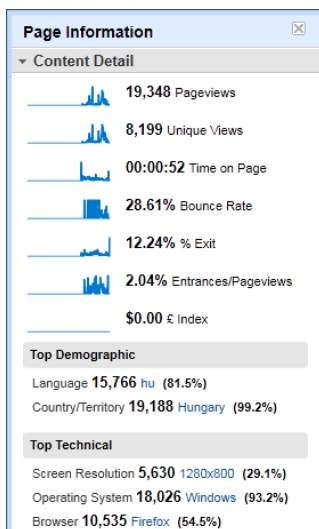 Page Information
Content Detail
19,348 Pageviews
8,199 Unique Views
00:00:52 Time on Page
28.61% Bounce Rate
12.24% % Exit
2.04% Entrances/Pageviews
$0.00 £ Index
Top Demographic
Language 15,766 hu (81.5%)
Country/Territory 19,188 Hungary (99.2%)
Top Technical
Screen Resolution 5,630 1280x800 (29.1%)
Operating System 18,026 Windows (93.2%)
Browser 10,535 Firefox (54.5%)